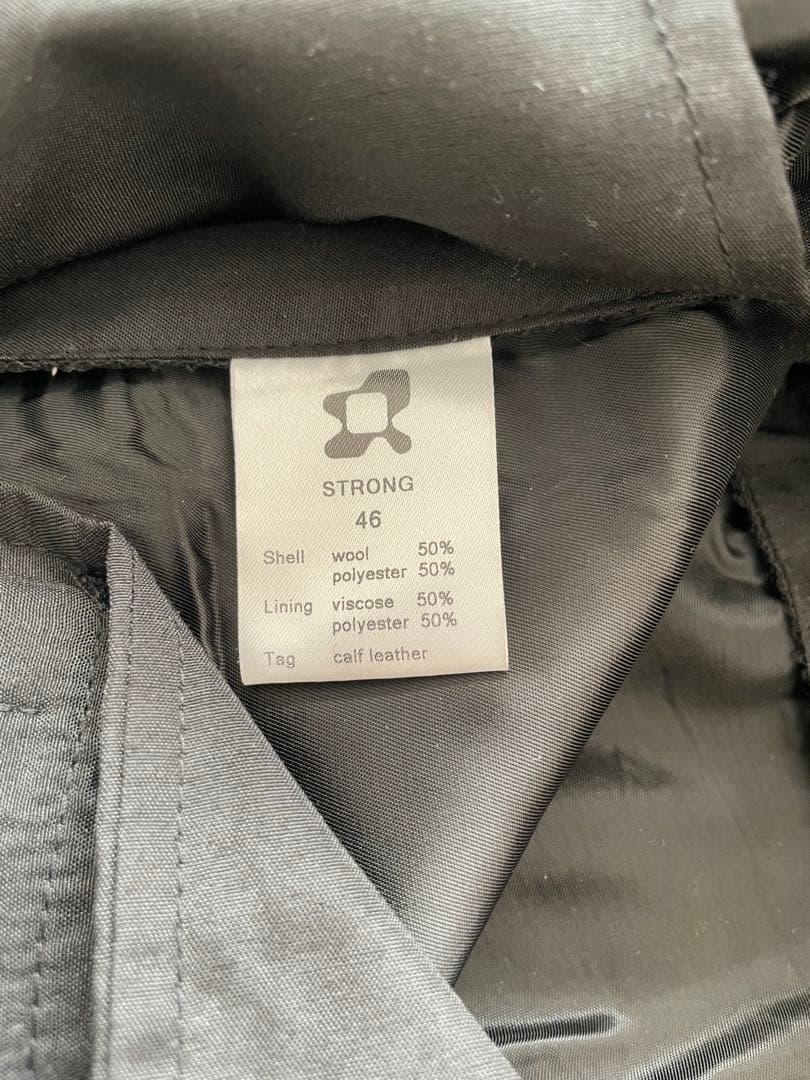 STRONG
46
Shell wool 50%
polyester 50%
Lining viscose 50%
polyester 50%
Tag calf leather